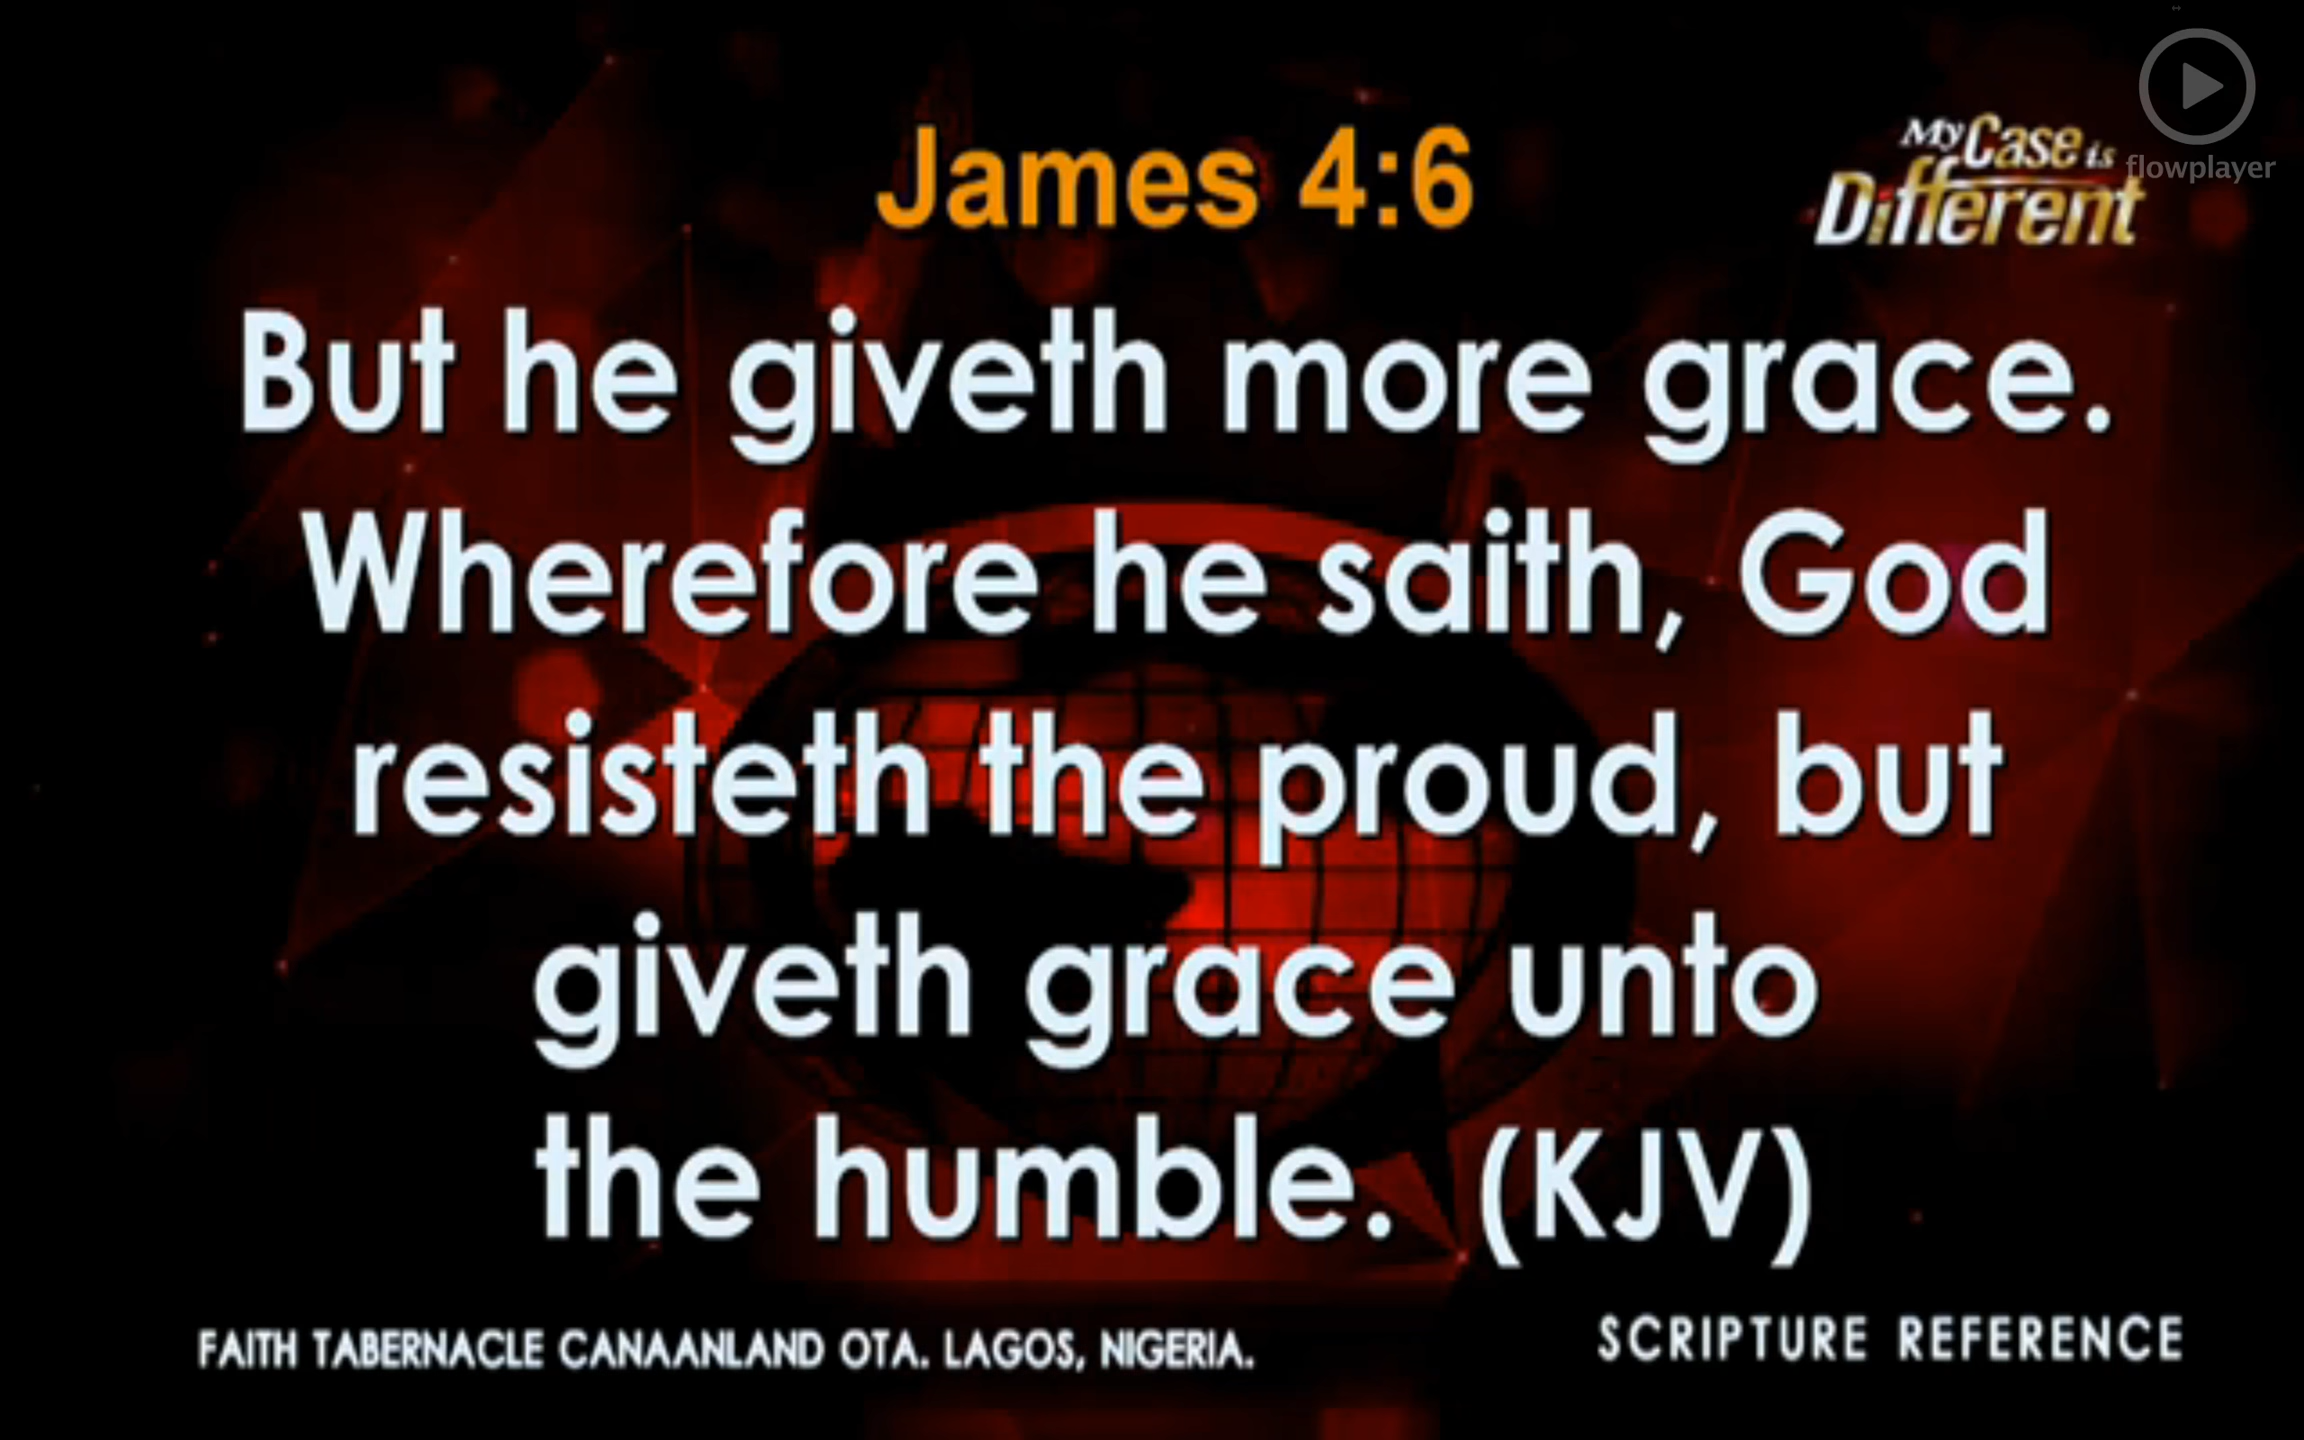 James 4:6
My Case is
Different
flowplayer
But he giveth more grace.
Wherefore he saith, God
resisteth the proud, but
giveth grace unto
the humble. (KJV)
FAITH TABERNACLE CANAANLAND OTA. LAGOS, NIGERIA.
SCRIPTURE REFERENCE